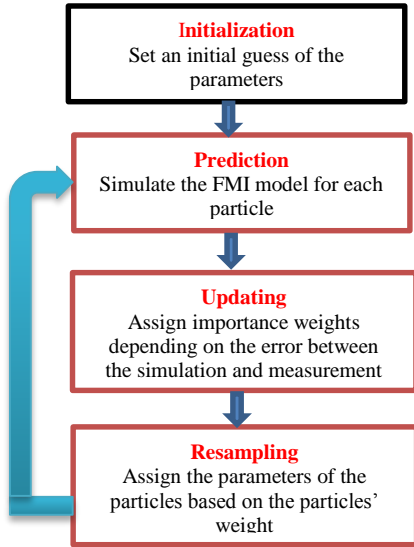 Initialization
Set an initial guess of the
parameters
Prediction
Simulate the FMI model for each
particle
Updating
Assign importance weights
depending on the error between
the simulation and measurement
Resampling
Assign the parameters of the
particles based on the particles’
weight